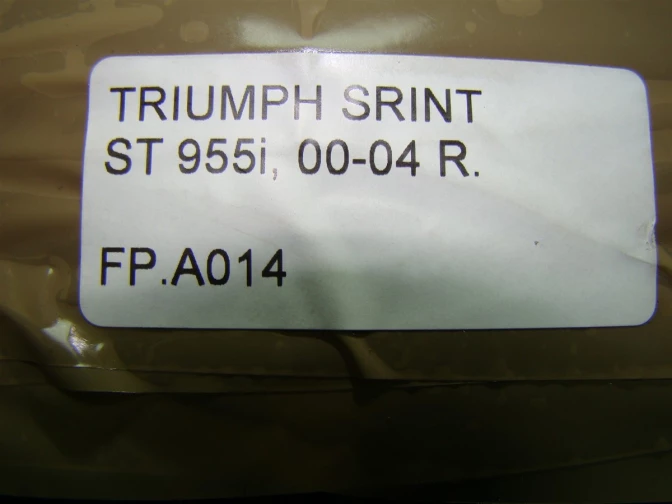 TRIUMPH SRINT
ST 955i, 00-04 R.
FP.A014